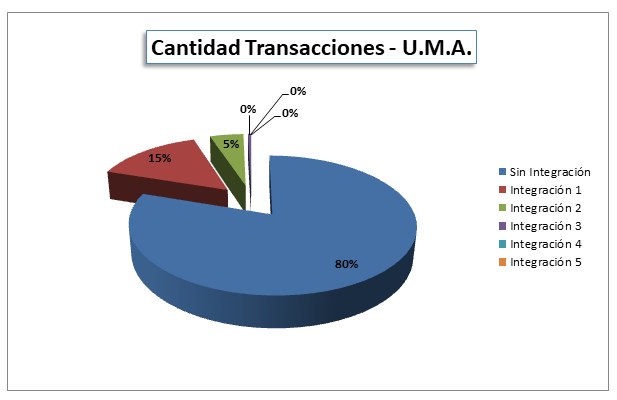 Cantidad Transacciones - U.M.A.
0%
0%
0%
5%
15%
80%
Sin Integración
Integración 1
Integración 2
Integración 3
Integración 4
Integración 5